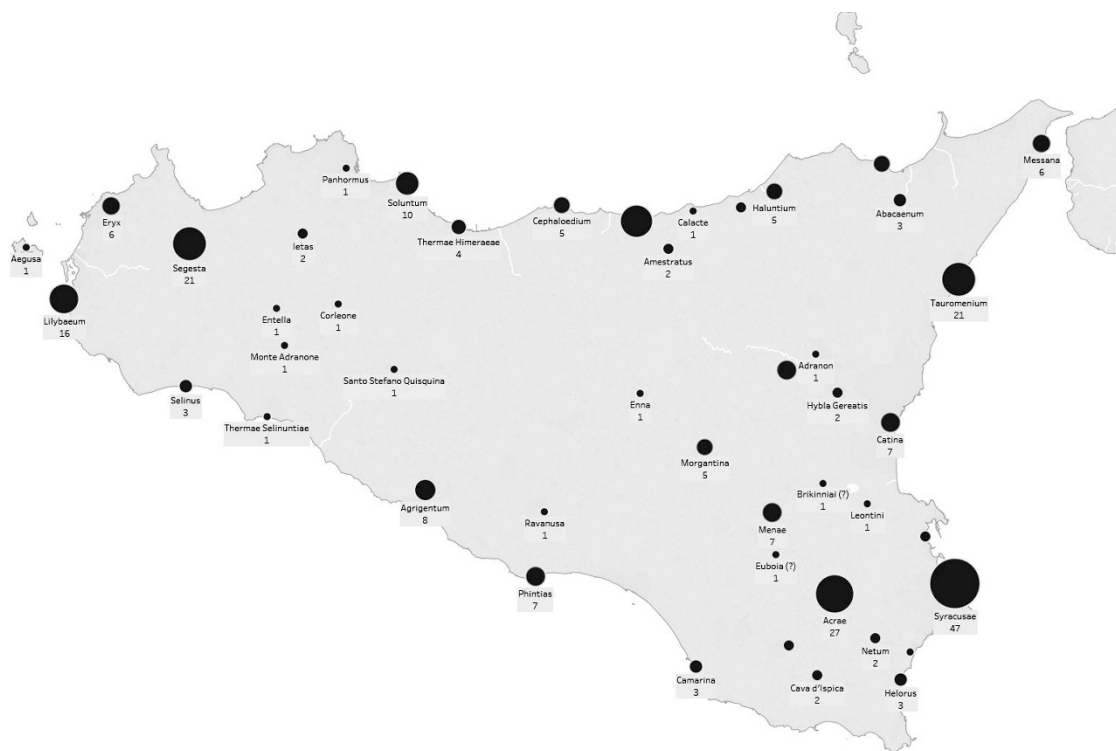 Messana
6
Panhormus
1
Soluntum
10
Haluntium
5
Abacaenum
3
Eryx
6
Cephaloedium
5
Calacte
1
Thermae Himeraeae
4
Ietas
2
Aegusa
1
Segesta
21
Amestratus
2
Tauromenium
21
Lilybaeum
16
Entella
1
Corleone
1
Monte Adranone
1
Santo Stefano Quisquina
1
Adranon
1
Selinus
3
Enna
1
Hybla Gereatis
2
Thermae Selinuntiae
1
Catina
7
Morgantina
5
Brikinniai (?)
1
Agrigentum
8
Ravanusa
1
Leontini
1
Menae
7
Euboia (?)
1
Phintias
7
Syracusae
47
Acrae
27
Netum
2
Camarina
3
Cava d'Ispica
2
Helorus
3